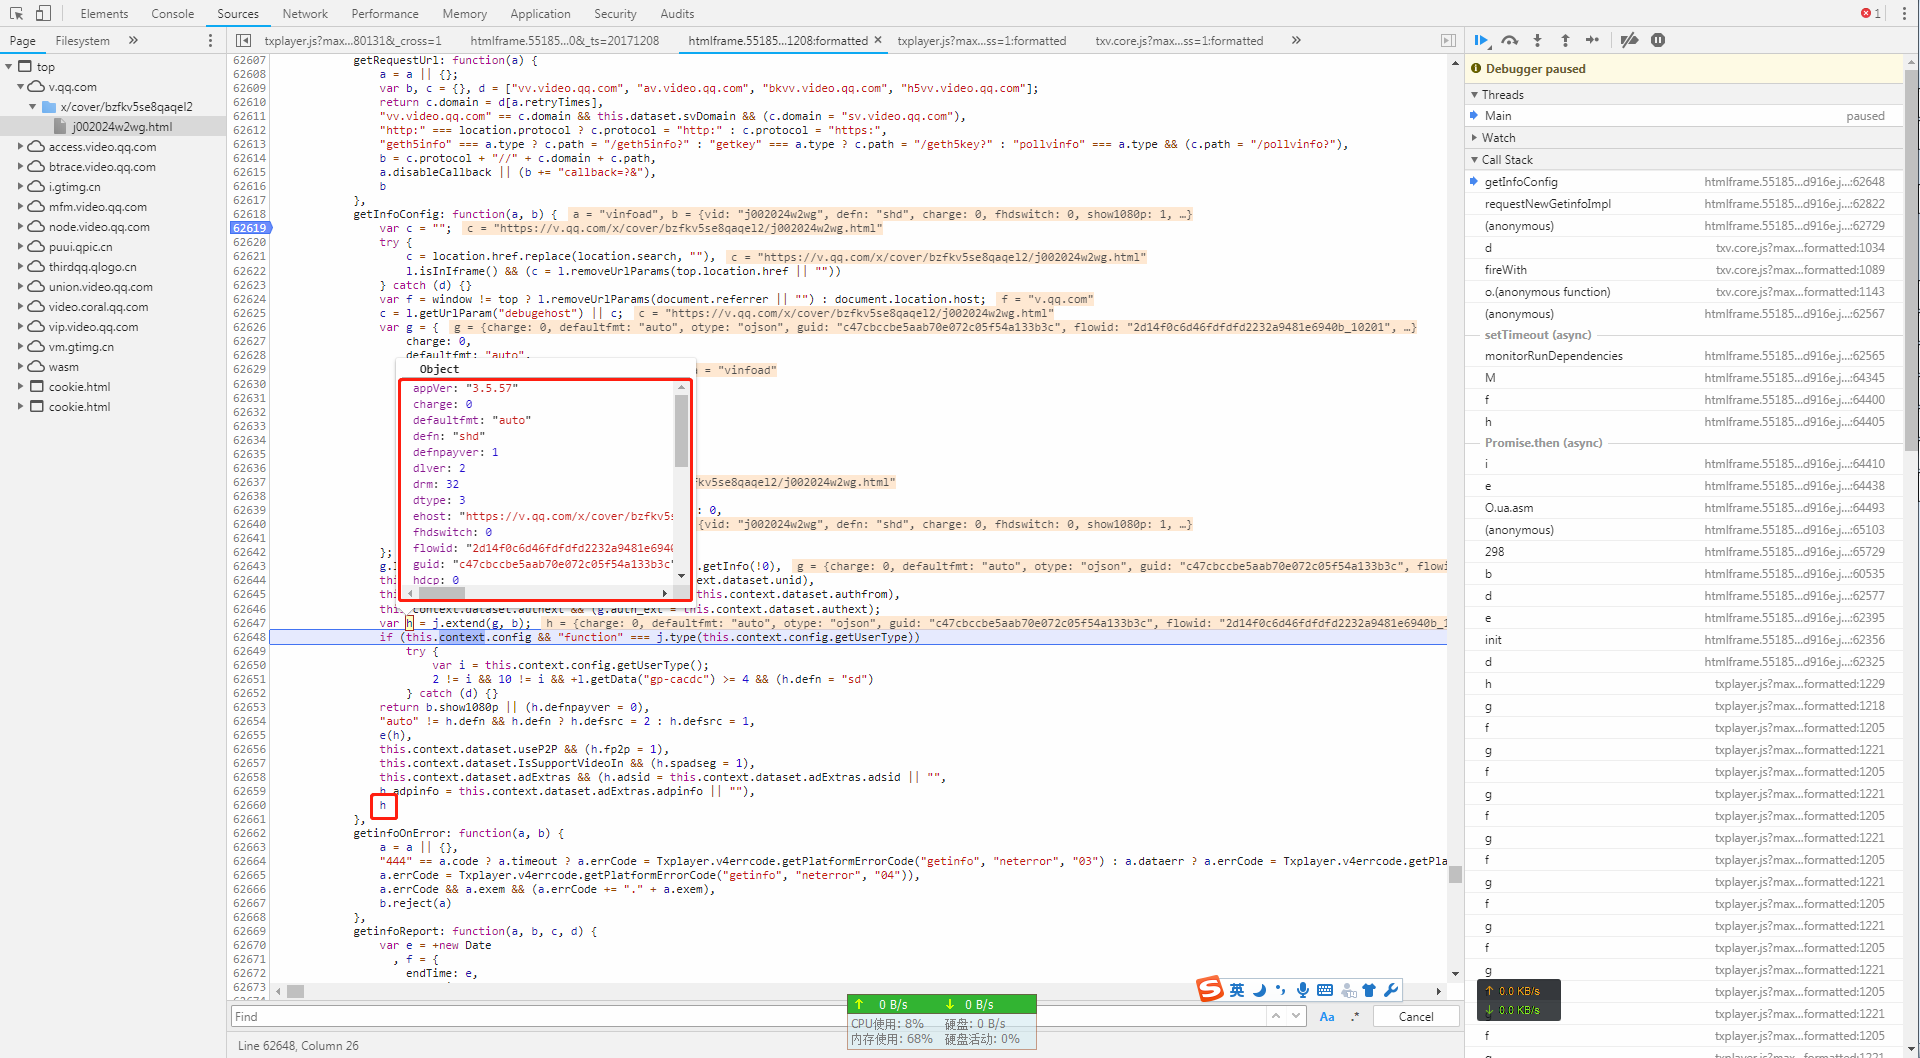 Elements Console Sources Network Performance Memory Application Security Audits 1
Page Filesystem »
txplayer.js?max...80131&_cross=1 htmlframe.55185...0&_ts=20171208 htmlframe.55185...1208:formatted × txplayer.js?max...ss=1:formatted txv.core.js?max...ss=1:formatted »
top
v.qq.com
x/cover/bzfkv5se8qaqel2
j002024w2wg.html
access.video.qq.com
btrace.video.qq.com
i.gtimg.cn
mfm.video.qq.com
node.video.qq.com
puui.qpic.cn
thirdqq.qlogo.cn
union.video.qq.com
video.coral.qq.com
vip.video.qq.com
vm.gtimg.cn
wasm
cookie.html
cookie.html
62607 getRequestUrl: function(a) {
62608 a = a || {};
62609 var b, c = {}, d = ["vv.video.qq.com", "av.video.qq.com", "bkvv.video.qq.com", "h5vv.video.qq.com"];
62610 return c.domain = d[a.retryTimes],
62611 "vv.video.qq.com" == c.domain && this.dataset.svDomain && (c.domain = "sv.video.qq.com"),
62612 "http:" === location.protocol ? c.protocol = "http:" : c.protocol = "https:",
62613 "geth5info" === a.type ? c.path = "/geth5info?" : "getkey" === a.type ? c.path = "/geth5key?" : "pollvinfo" === a.type && (c.path = "/pollvinfo?"),
62614 b = c.protocol + "//" + c.domain + c.path,
62615 a.disableCallback || (b += "callback=?&"),
62616 b
62617 },
62618 getInfoConfig: function(a, b) { a = "vinfoad", b = {vid: "j002024w2wg", defn: "shd", charge: 0, fhdswitch: 0, show1080p: 1, …}
62619 var c = ""; c = "https://v.qq.com/x/cover/bzfkv5se8qaqel2/j002024w2wg.html"
62620 try {
62621 c = location.href.replace(location.search, ""), c = "https://v.qq.com/x/cover/bzfkv5se8qaqel2/j002024w2wg.html"
62622 l.isInIframe() && (c = l.removeUrlParams(top.location.href || ""))
62623 } catch (d) {}
62624 var f = window != top ? l.removeUrlParams(document.referrer || "") : document.location.host; f = "v.qq.com"
62625 c = l.getUrlParam("debugehost") || c; c = "https://v.qq.com/x/cover/bzfkv5se8qaqel2/j002024w2wg.html"
62626 var g = { g = {charge: 0, defaultfmt: "auto", otype: "ojson", guid: "c47cbccbe5aab70e072c05f54a133b3c", flowid: "2d14f0c6d46fdfdfd2232a9481e6940b_10201", …}
62627 charge: 0,
62628 defaultfmt: "auto",
62629 = "vinfoad"
62630
62631
62632
62633
62634
62635
62636
62637 fkv5se8qaqel2/j002024w2wg.html"
62638
62639 : 0,
62640 {vid: "j002024w2wg", defn: "shd", charge: 0, fhdswitch: 0, show1080p: 1, …}
62641
62642 };
Object
appVer: "3.5.57"
charge: 0
defaultfmt: "auto"
defn: "shd"
defnpayver: 1
dlver: 2
drm: 32
dtype: 3
ehost: "https://v.qq.com/x/cover/bzfkv5s
fhdswitch: 0
flowid: "2d14f0c6d46fdfdfd2232a9481e6940
guid: "c47cbccbe5aab70e072c05f54a133b3c"
hdcp: 0
62643 g. .getInfo(!0), g = {charge: 0, defaultfmt: "auto", otype: "ojson", guid: "c47cbccbe5aab70e072c05f54a133b3c", flowi
62644 thi ext.dataset.unid),
62645 thi this.context.dataset.authfrom),
62646 this.context.dataset.authext && (g.auth_ext = this.context.dataset.authext);
62647 var h = j.extend(g, b); h = {charge: 0, defaultfmt: "auto", otype: "ojson", guid: "c47cbccbe5aab70e072c05f54a133b3c", flowid: "2d14f0c6d46fdfdfd2232a9481e6940b_1
62648 if (this.context.config && "function" === j.type(this.context.config.getUserType))
62649 try {
62650 var i = this.context.config.getUserType();
62651 2 != i && 10 != i && +l.getData("gp-cacdc") >= 4 && (h.defn = "sd")
62652 } catch (d) {}
62653 return b.show1080p || (h.defnpayver = 0),
62654 "auto" != h.defn && h.defn ? h.defsrc = 2 : h.defsrc = 1,
62655 e(h),
62656 this.context.dataset.useP2P && (h.fp2p = 1),
62657 this.context.dataset.IsSupportVideoIn && (h.spadseg = 1),
62658 this.context.dataset.adExtras && (h.adsid = this.context.dataset.adExtras.adsid || "",
62659 h.adpinfo = this.context.dataset.adExtras.adpinfo || ""),
62660 h
62661 },
62662 getinfoOnError: function(a, b) {
62663 a = a || {},
62664 "444" == a.code ? a.timeout ? a.errCode = Txplayer.v4errcode.getPlatformErrorCode("getinfo", "neterror", "03") : a.dataerr ? a.errCode = Txplayer.v4errcode.getPla
62665 a.errCode = Txplayer.v4errcode.getPlatformErrorCode("getinfo", "neterror", "04")),
62666 a.errCode && a.exem && (a.errCode += "." + a.exem),
62667 b.reject(a)
62668 },
62669 getinfoReport: function(a, b, c, d) {
62670 var e = +new Date
62671 , f = {
62672 endTime: e,
62673
Find Aa .* Cancel
Line 62648, Column 26
英
0 B/s 0 B/s
CPU使用: 8% 硬盘: 0 B/s
内存使用: 68% 硬盘活动: 0%
Debugger paused
Threads
Main paused
Watch
Call Stack
getInfoConfig htmlframe.55185...d916e.j...:62648
requestNewGetinfoImpl htmlframe.55185...d916e.j...:62822
(anonymous) htmlframe.55185...d916e.j...:62729
d txv.core.js?max...formatted:1034
fireWith txv.core.js?max...formatted:1089
o.(anonymous function) txv.core.js?max...formatted:1143
(anonymous) htmlframe.55185...d916e.j...:62567
setTimeout (async)
monitorRunDependencies htmlframe.55185...d916e.j...:62565
M htmlframe.55185...d916e.j...:64345
f htmlframe.55185...d916e.j...:64400
h htmlframe.55185...d916e.j...:64405
Promise.then (async)
i htmlframe.55185...d916e.j...:64410
e htmlframe.55185...d916e.j...:64438
O.ua.asm htmlframe.55185...d916e.j...:64493
(anonymous) htmlframe.55185...d916e.j...:65103
298 htmlframe.55185...d916e.j...:65729
b htmlframe.55185...d916e.j...:60535
d htmlframe.55185...d916e.j...:62577
e htmlframe.55185...d916e.j...:62395
init htmlframe.55185...d916e.j...:62356
d htmlframe.55185...d916e.j...:62325
h txplayer.js?max...formatted:1229
g txplayer.js?max...formatted:1218
f txplayer.js?max...formatted:1205
g txplayer.js?max...formatted:1221
f txplayer.js?max...formatted:1205
g txplayer.js?max...formatted:1221
f txplayer.js?max...formatted:1205
g txplayer.js?max...formatted:1221
f txplayer.js?max...formatted:1205
g txplayer.js?max...formatted:1221
f txplayer.js?max...formatted:1205
g txplayer.js?max...formatted:1221
f txplayer.js?max...formatted:1205
g txplayer.js?max...formatted:1221
0.0 KB/s txplayer.js?max...formatted:1205
0.0 KB/s txplayer.js?max...formatted:1221
f txplayer.js?max...formatted:1205